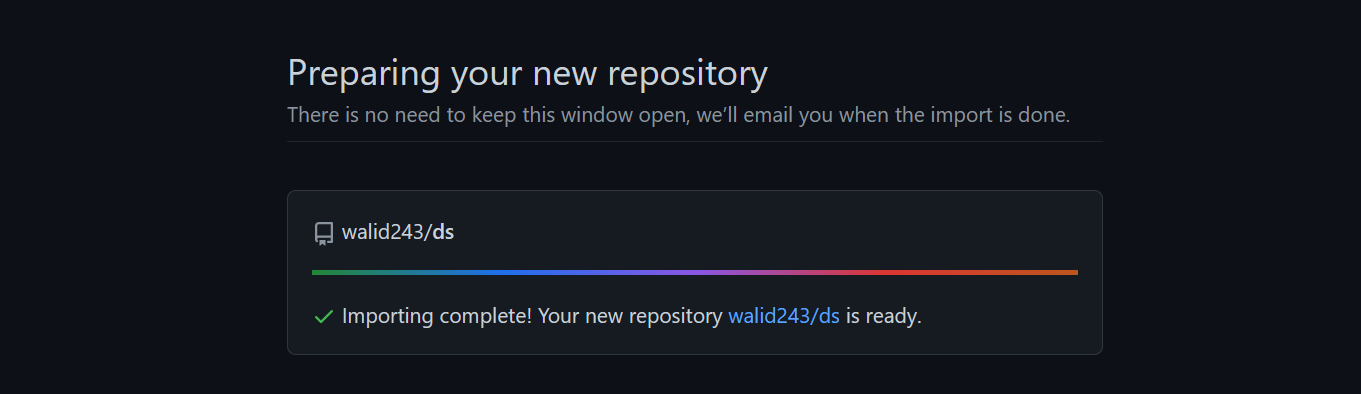 Preparing your new repository
There is no need to keep this window open, we’ll email you when the import is done.
walid243/ds
Importing complete! Your new repository walid243/ds is ready.